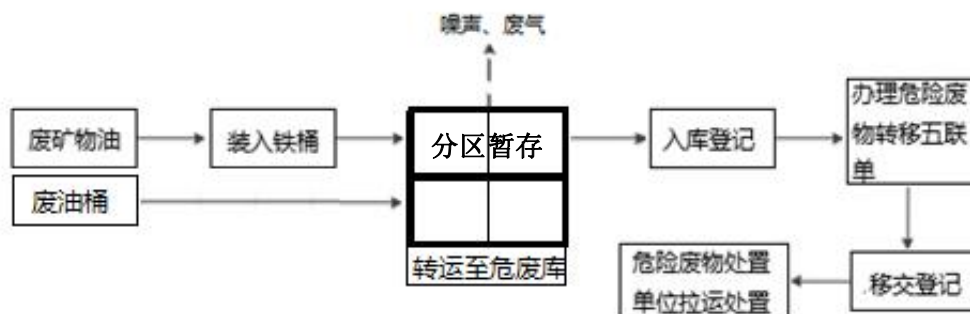 噪声、废气
废矿物油
装入铁桶
分区暂存
入库登记
办理危险废
物转移五联
单
废油桶
转运至危废库
危险废物处置
单位拉运处置
.移交登记